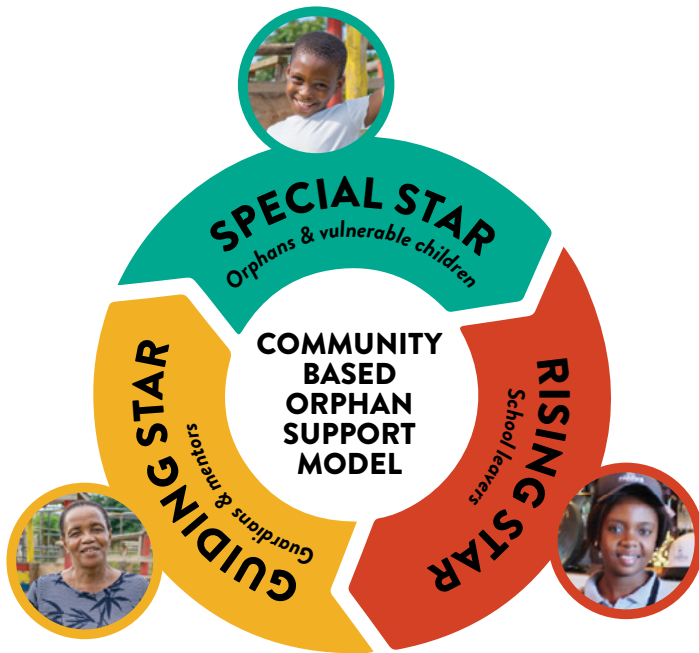 SPECIAL STAR
Orphans & vulnerable children
COMMUNITY
BASED
ORPHAN
SUPPORT
MODEL
RISING STAR
School leavers
GUIDING STAR
Guardians & mentors